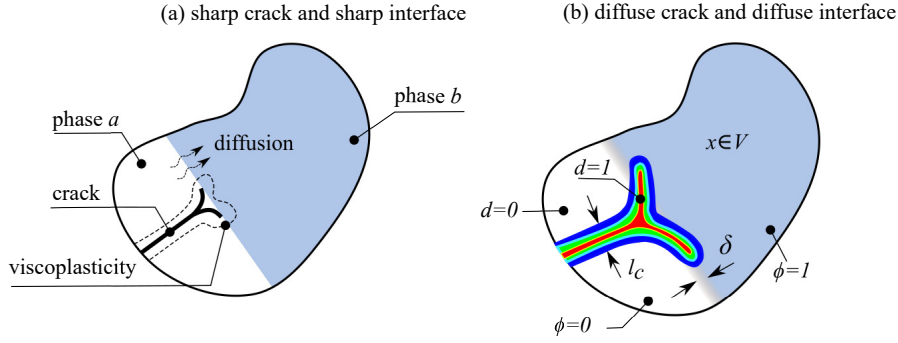 (a) sharp crack and sharp interface
phase a
phase b
diffusion
crack
viscoplasticity
(b) diffuse crack and diffuse interface
x∈V
d=1
d=0
l_c
δ
ϕ=1
ϕ=0